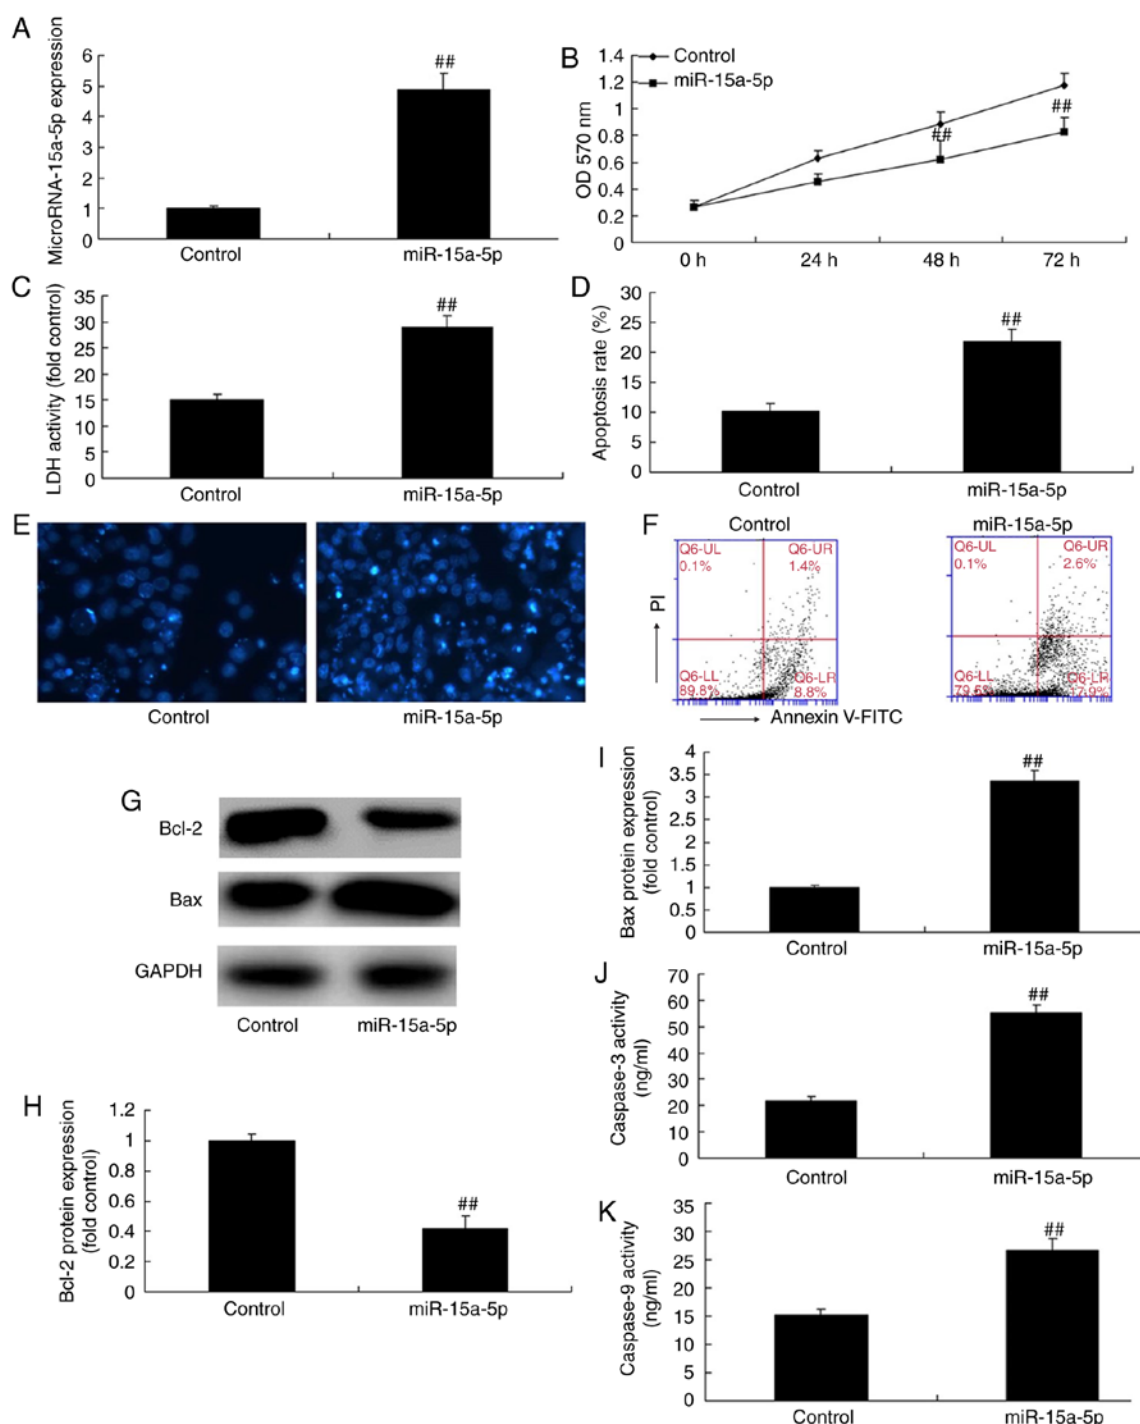 A
MicroRNA-15a-5p expression
6
5
4
3
2
1
0
##
Control
miR-15a-5p
B
OD 570 nm
1.4
1.2
1
0.8
0.6
0.4
0.2
0
Control
miR-15a-5p
##
##
0 h
24 h
48 h
72 h
C
LDH activity (fold control)
35
30
25
20
15
10
5
0
##
Control
miR-15a-5p
D
Apoptosis rate (%)
30
25
20
15
10
5
0
##
Control
miR-15a-5p
E
Control
miR-15a-5p
F
Control
miR-15a-5p
Q6-UL
0.1%
Q6-UR
1.4%
Q6-LL
89.8%
Q6-LR
8.8%
Q6-UL
0.1%
Q6-UR
2.6%
Q6-LL
Q6-LR
17.9%
PI
Annexin V-FITC
G
Bcl-2
Bax
GAPDH
Control
miR-15a-5p
H
Bcl-2 protein expression
(fold control)
1.2
1
0.8
0.6
0.4
0.2
0
##
Control
miR-15a-5p
I
Bax protein expression
(fold control)
4
3.5
3
2.5
2
1.5
1
0.5
0
##
Control
miR-15a-5p
J
Caspase-3 activity
(ng/ml)
70
60
50
40
30
20
10
0
##
Control
miR-15a-5p
K
Caspase-9 activity
(ng/ml)
35
30
25
20
15
10
5
0
##
Control
miR-15a-5p